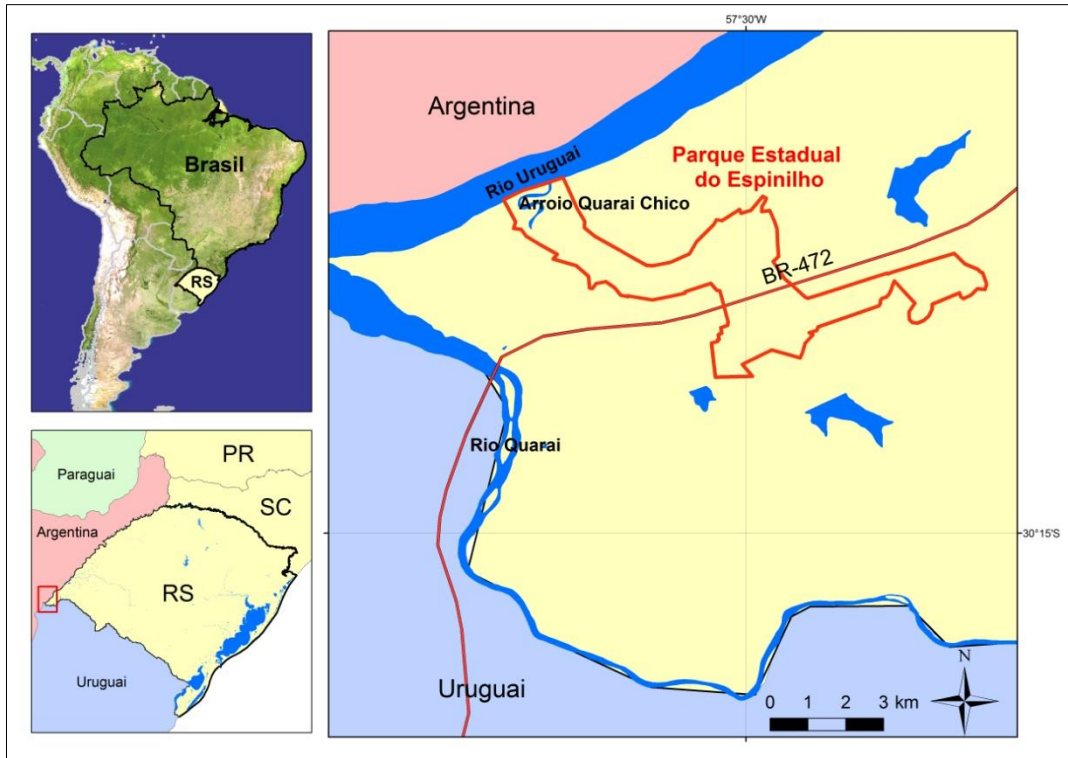 Brasil
RS
PR
Paraguai
SC
Argentina
RS
Uruguai
57°30'W
Argentina
Parque Estadual
do Espinilho
Rio Uruguai
Arroio Quarai Chico
BR-472
Rio Quarai
30°15'S
Uruguai
N
0 1 2 3 km